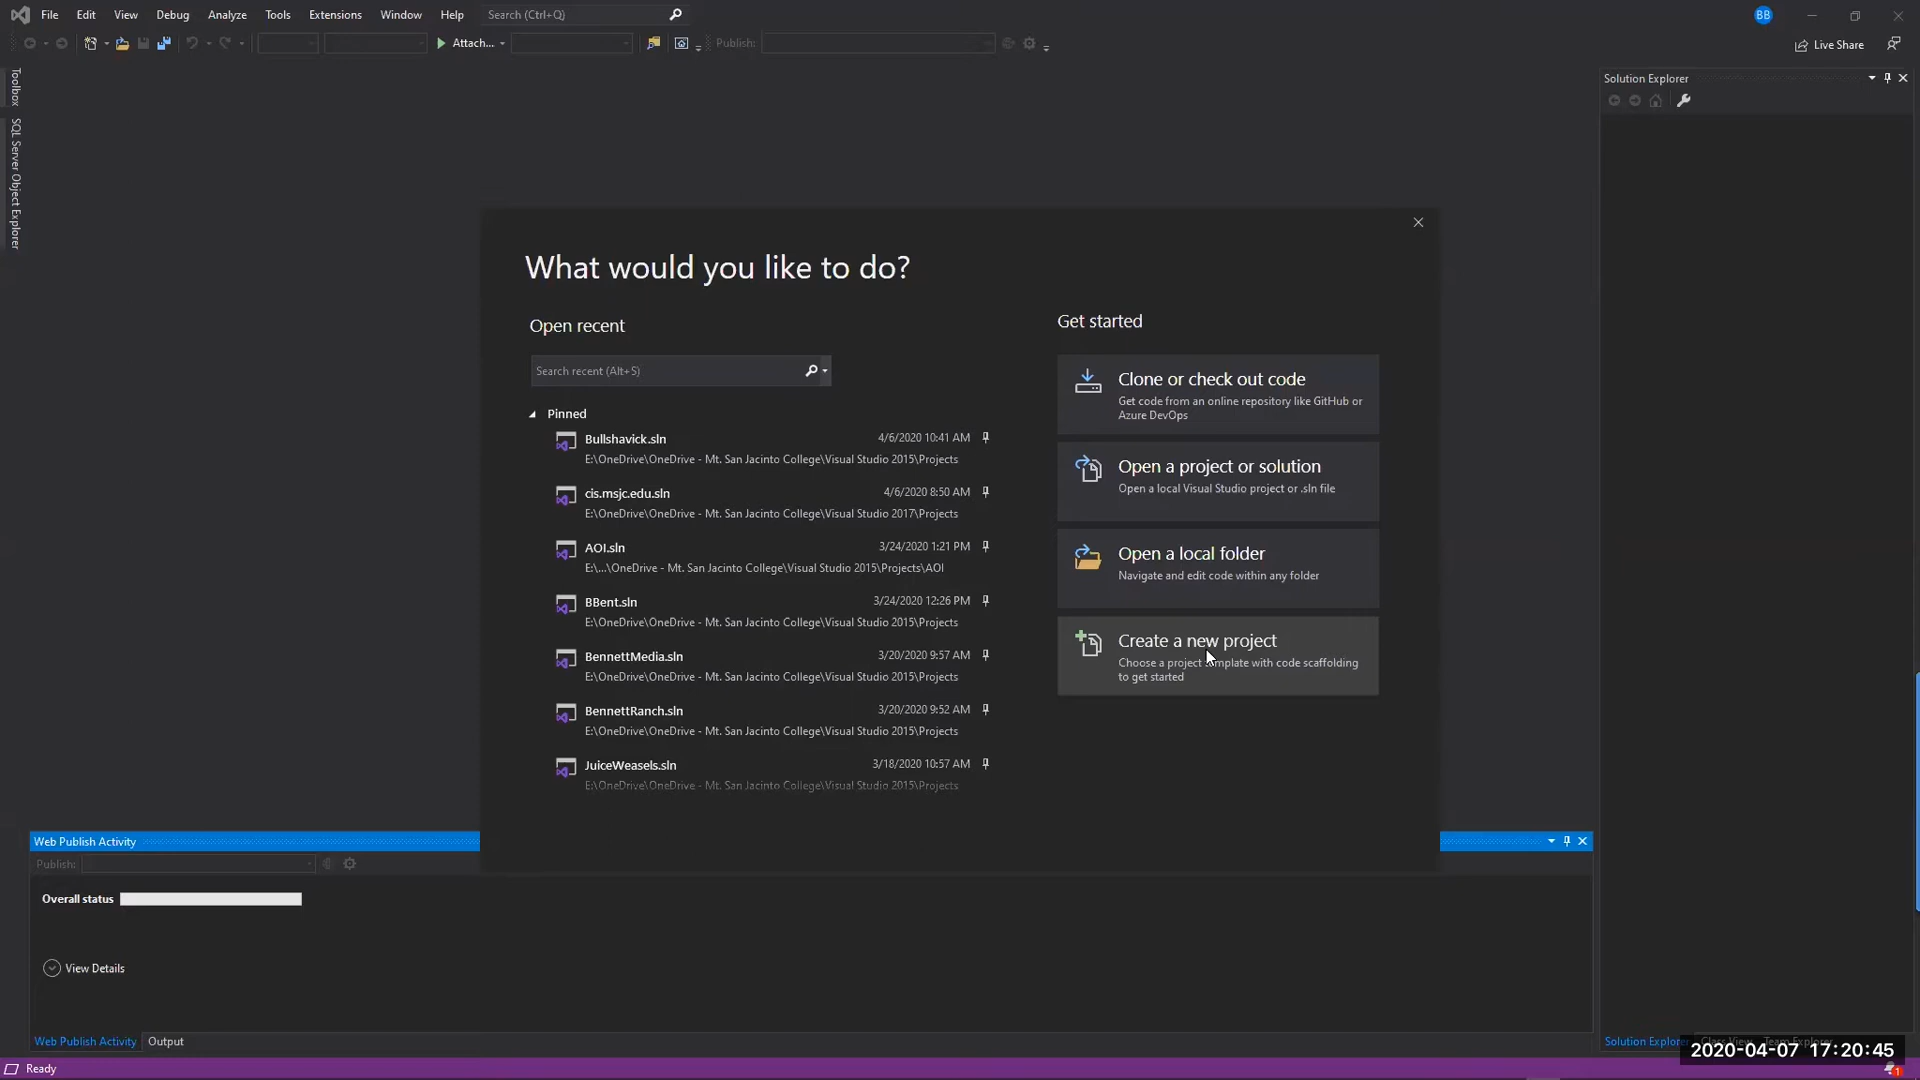 File Edit View Debug Analyze Tools Extensions Window Help Search (Ctrl+Q) BB
Attach... Publish: Live Share
Toolbox
SQL Server Object Explorer
Solution Explorer
What would you like to do?
Open recent
Search recent (Alt+S)
Pinned
Bullshavick.sln 4/6/2020 10:41 AM
E:\OneDrive\OneDrive - Mt. San Jacinto College\Visual Studio 2015\Projects
cis.msjc.edu.sln 4/6/2020 8:50 AM
E:\OneDrive\OneDrive - Mt. San Jacinto College\Visual Studio 2017\Projects
AOI.sln 3/24/2020 1:21 PM
E:\...\OneDrive - Mt. San Jacinto College\Visual Studio 2015\Projects\AOI
BBent.sln 3/24/2020 12:26 PM
E:\OneDrive\OneDrive - Mt. San Jacinto College\Visual Studio 2015\Projects
BennettMedia.sln 3/20/2020 9:57 AM
E:\OneDrive\OneDrive - Mt. San Jacinto College\Visual Studio 2015\Projects
BennettRanch.sln 3/20/2020 9:52 AM
E:\OneDrive\OneDrive - Mt. San Jacinto College\Visual Studio 2015\Projects
JuiceWeasels.sln 3/18/2020 10:57 AM
E:\OneDrive\OneDrive - Mt. San Jacinto College\Visual Studio 2015\Projects
Get started
Clone or check out code
Get code from an online repository like GitHub or
Azure DevOps
Open a project or solution
Open a local Visual Studio project or .sln file
Open a local folder
Navigate and edit code within any folder
Create a new project
Choose a project template with code scaffolding
to get started
Web Publish Activity
Publish:
Overall status
View Details
Web Publish Activity Output
Solution Explorer
2020-04-07 17:20:45
Ready 1